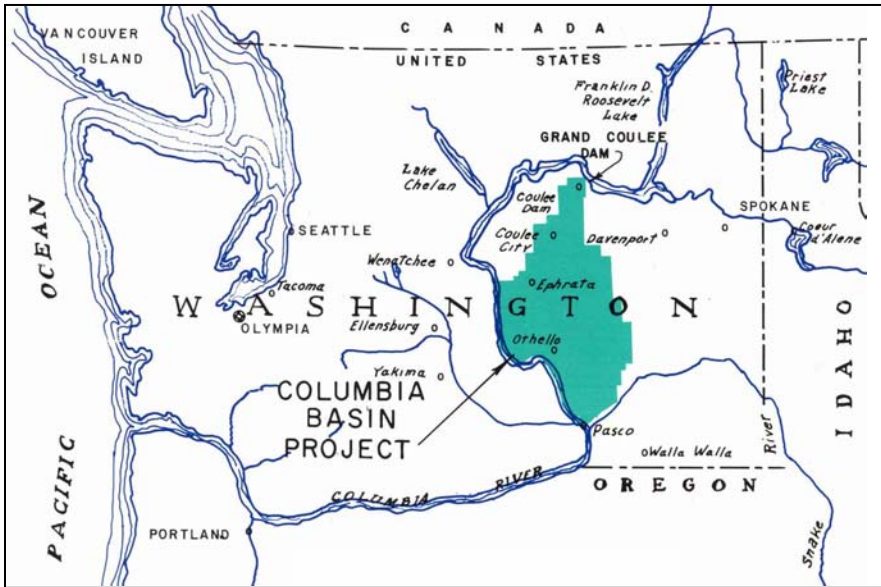 VANCOUVER
ISLAND
CANADA
UNITED STATES
Franklin D.
Roosevelt
Lake
Priest
Lake
GRAND COULEE
DAM
Lake
Chelan
Coulee
Dam
SPOKANE
SEATTLE
Coulee
City
Davenport
Coeur
d'Alene
Wenatchee
OCEAN
Tacoma
Ephrata
WASHINGTON
OLYMPIA
Ellensburg
Othello
IDAHO
Yakima
COLUMBIA
BASIN
PROJECT
Pasco
River
Walla Walla
PACIFIC
COLUMBIA RIVER
OREGON
PORTLAND
Snake